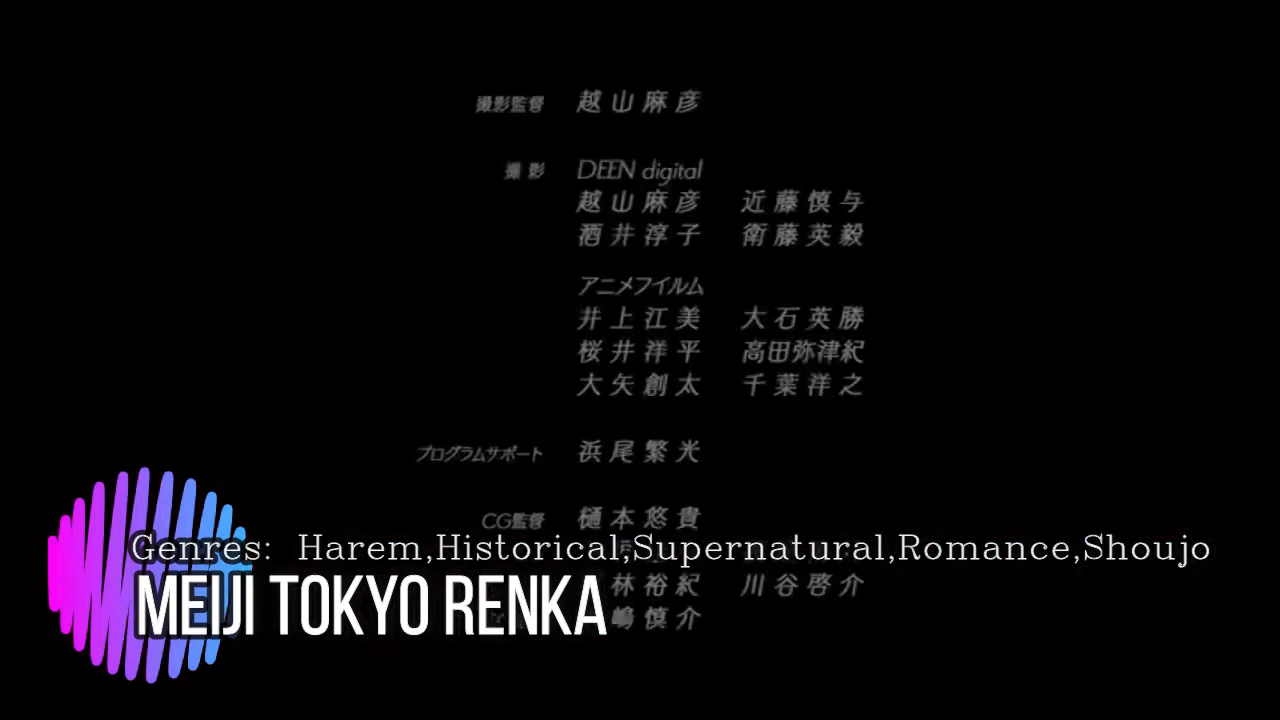 撮影監督 越山麻彦
撮影 DEEN digital
越山麻彦 近藤慎与
酒井淳子 衛藤英毅
アニメフイルム
井上江美 大石英勝
桜井洋平 高田弥津紀
大矢創太 千葉洋之
プログラムサポート 浜尾繁光
CG監督 樋本悠貴
Genres: Harem,Historical,Supernatural,Romance,Shoujo
林裕紀 川谷啓介
MEIJI TOKYO RENKA
嶋慎介